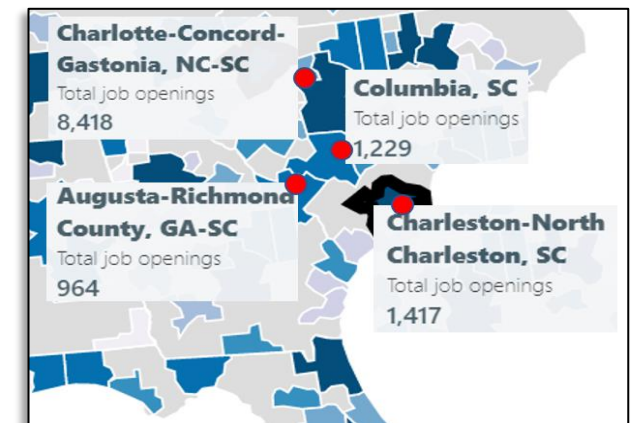 Charlotte-Concord-
Gastonia, NC-SC
Total job openings
8,418
Columbia, SC
Total job openings
1,229
Augusta-Richmond
County, GA-SC
Total job openings
964
Charleston-North
Charleston, SC
Total job openings
1,417